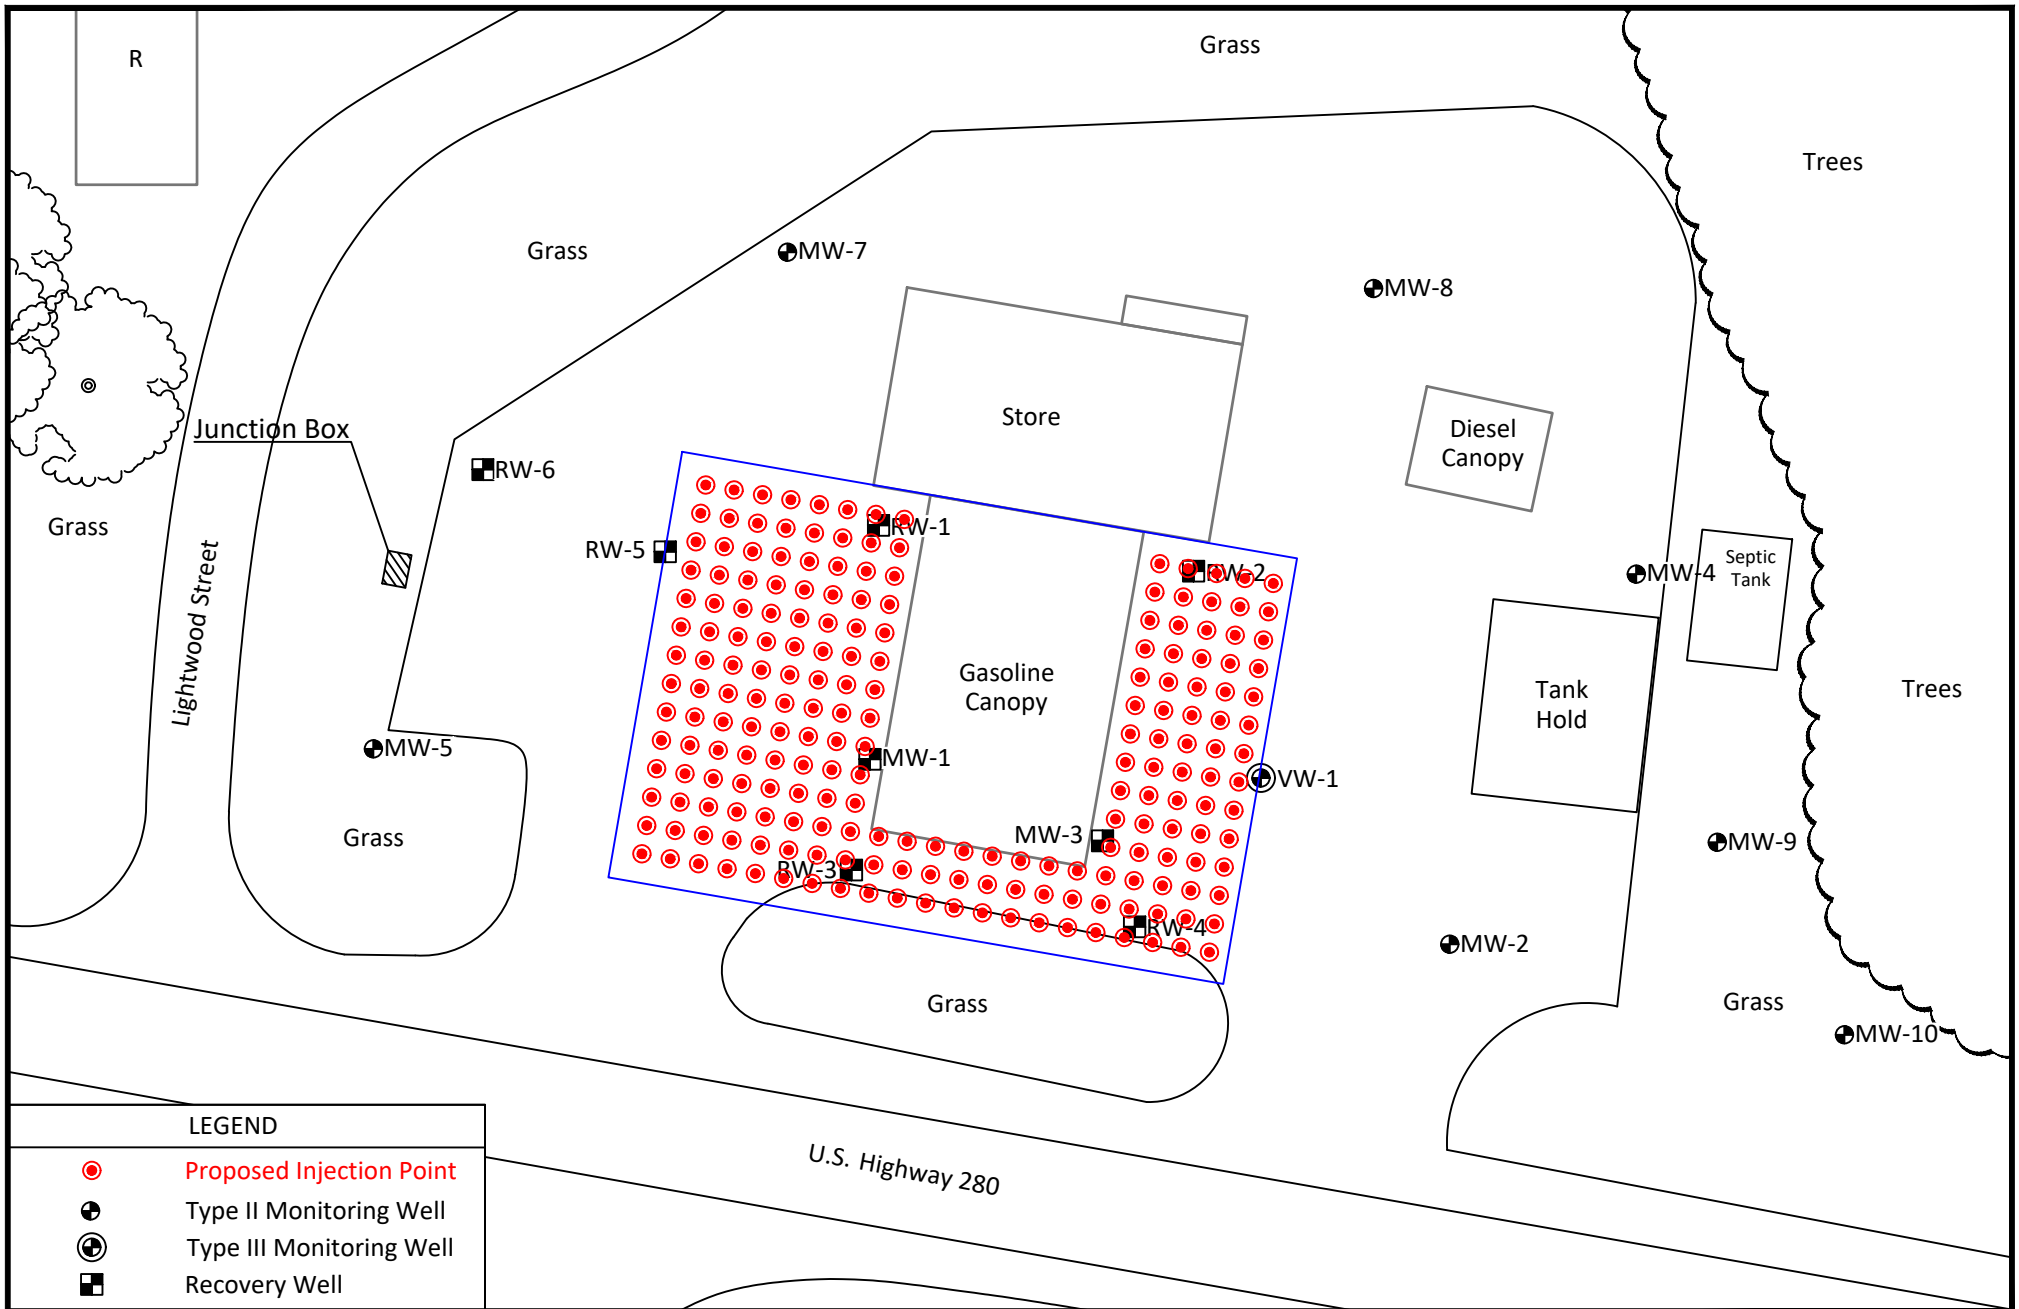 R
Grass
Trees
Grass
MW-7
MW-8
Store
Diesel
Canopy
Junction Box
RW-6
Grass
RW-1
RW-5
RW-2
MW-4
Septic
Tank
Lightwood Street
Gasoline
Canopy
Tank
Hold
Trees
MW-5
MW-1
VW-1
Grass
MW-3
MW-9
RW-3
RW-4
MW-2
Grass
Grass
MW-10
U.S. Highway 280
LEGEND
Proposed Injection Point
Type II Monitoring Well
Type III Monitoring Well
Recovery Well